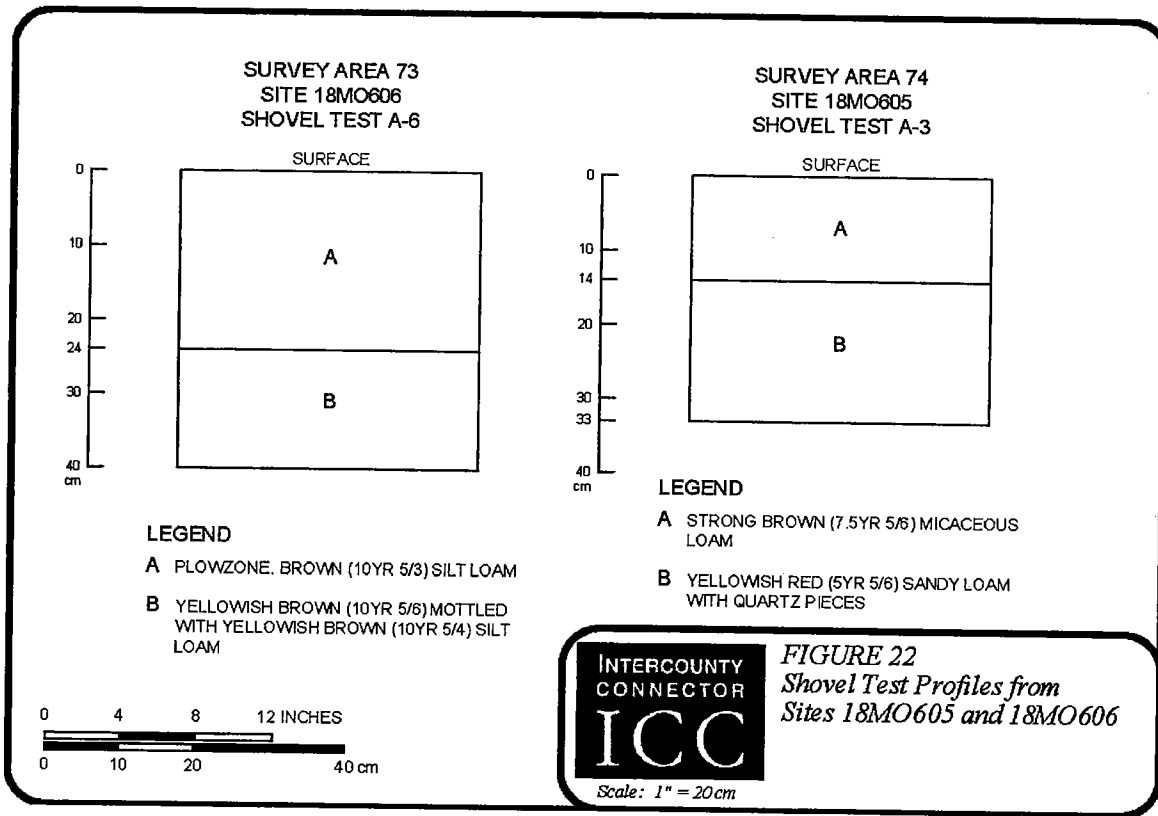 SURVEY AREA 73
SITE 18MO606
SHOVEL TEST A-6
SURFACE
0
10
20
24
30
40
cm
A
B
LEGEND
A PLOWZONE. BROWN (10YR 5/3) SILT LOAM
B YELLOWISH BROWN (10YR 5/6) MOTTLED
WITH YELLOWISH BROWN (10YR 5/4) SILT
LOAM
SURVEY AREA 74
SITE 18MO605
SHOVEL TEST A-3
SURFACE
0
10
14
20
30
33
40
cm
A
B
LEGEND
A STRONG BROWN (7.5YR 5/6) MICACEOUS
LOAM
B YELLOWISH RED (5YR 5/6) SANDY LOAM
WITH QUARTZ PIECES
0 4 8 12 INCHES
0 10 20 40 cm
INTERCOUNTY
CONNECTOR
ICC
Scale: 1" = 20cm
FIGURE 22
Shovel Test Profiles from
Sites 18MO605 and 18MO606